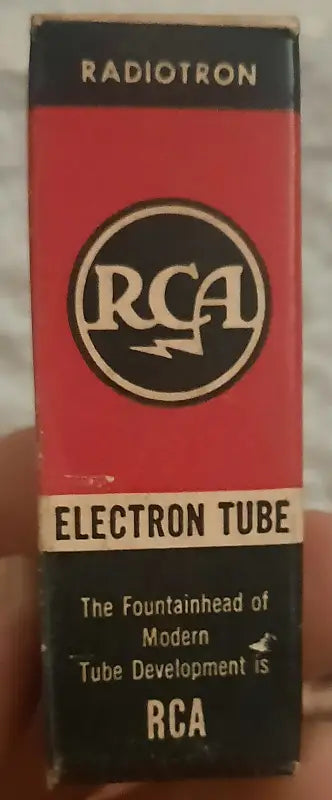 RADIOTRON
RCA
ELECTRON TUBE
The Fountainhead of
Modern
Tube Development is
RCA